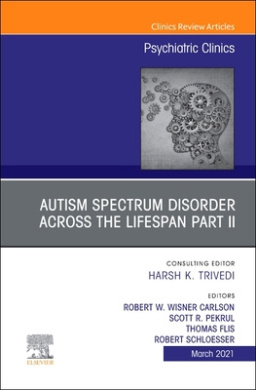 Clinics Review Articles
Psychiatric Clinics
AUTISM SPECTRUM DISORDER
ACROSS THE LIFESPAN PART II
CONSULTING EDITOR
HARSH K. TRIVEDI
EDITORS
ROBERT W. WISNER CARLSON
SCOTT R. PEKRUL
THOMAS FLIS
ROBERT SCHLOESSER
March 2021
ELSEVIER